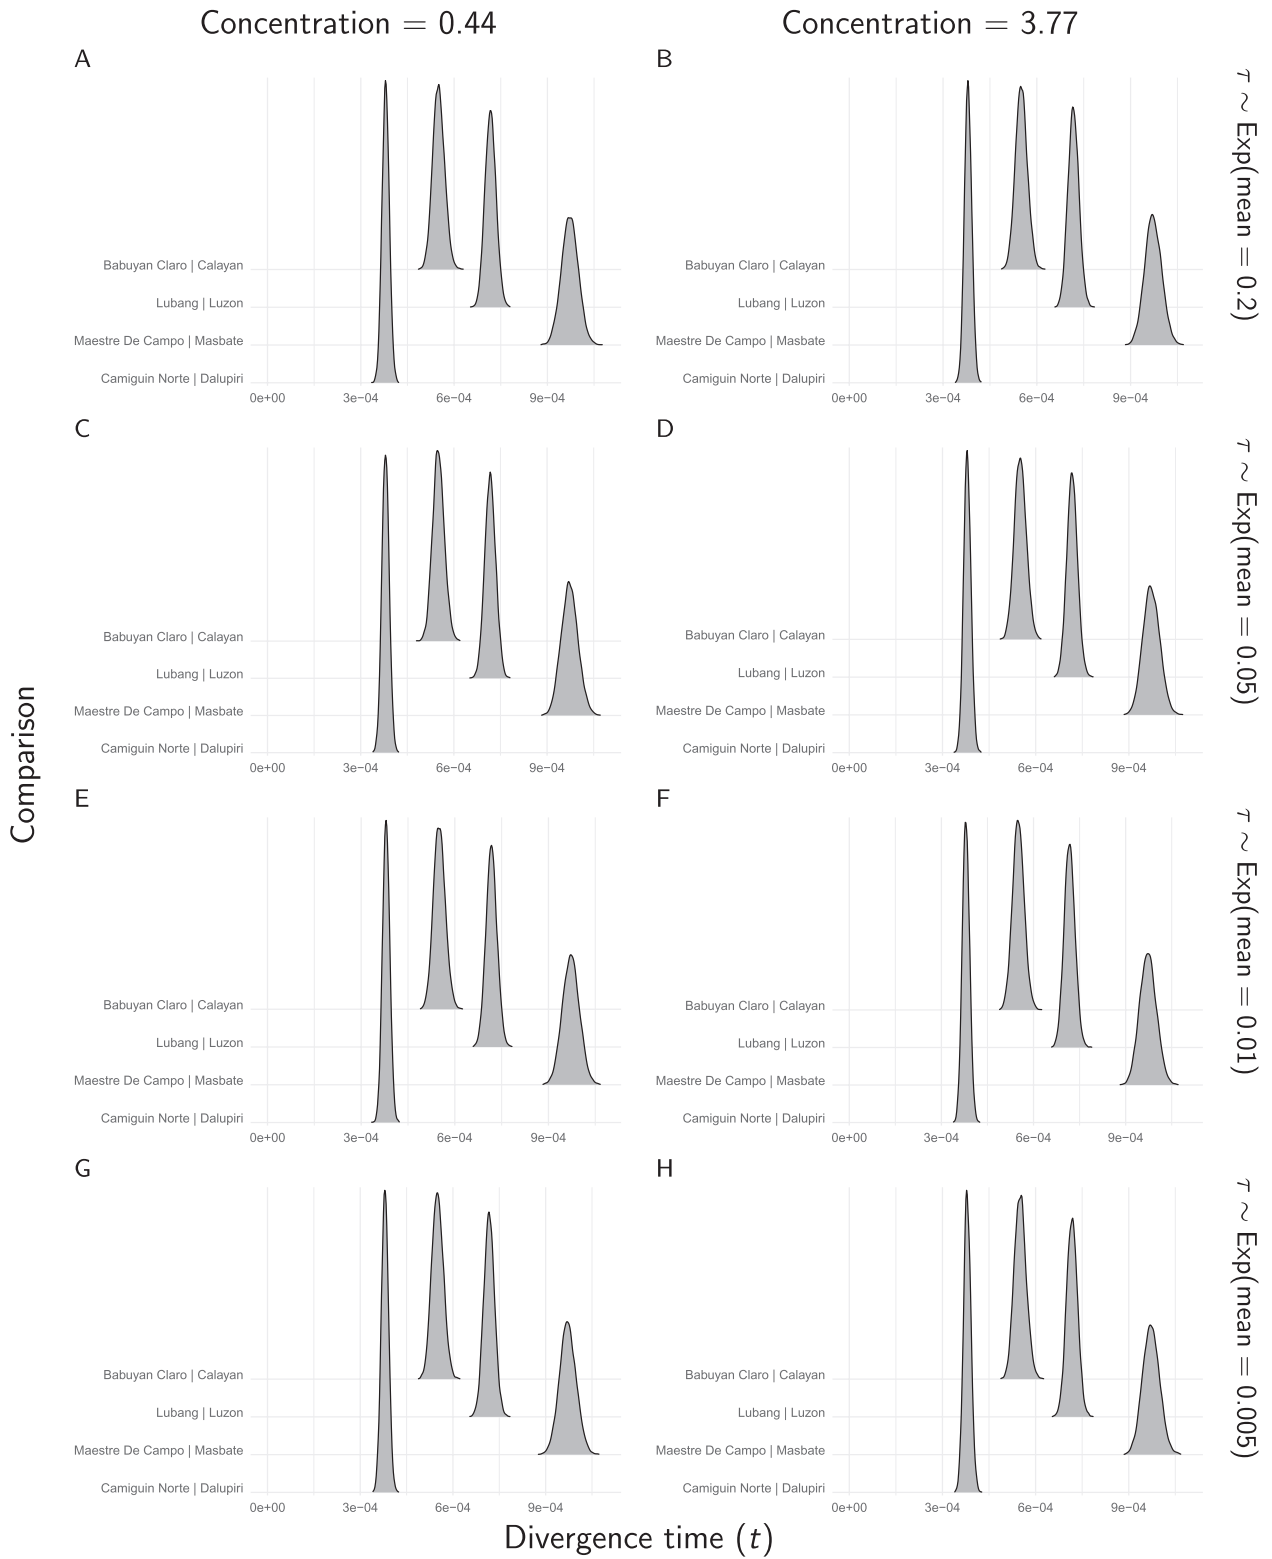 Concentration = 0.44
Concentration = 3.77
A
Babuyan Claro | Calayan
Lubang | Luzon
Maestre De Campo | Masbate
Camiguin Norte | Dalupiri
0e+00 3e−04 6e−04 9e−04
B
Babuyan Claro | Calayan
Lubang | Luzon
Maestre De Campo | Masbate
Camiguin Norte | Dalupiri
0e+00 3e−04 6e−04 9e−04
τ ∼ Exp(mean = 0.2)
C
Babuyan Claro | Calayan
Lubang | Luzon
Maestre De Campo | Masbate
Camiguin Norte | Dalupiri
0e+00 3e−04 6e−04 9e−04
D
Babuyan Claro | Calayan
Lubang | Luzon
Maestre De Campo | Masbate
Camiguin Norte | Dalupiri
0e+00 3e−04 6e−04 9e−04
τ ∼ Exp(mean = 0.05)
Comparison
E
Babuyan Claro | Calayan
Lubang | Luzon
Maestre De Campo | Masbate
Camiguin Norte | Dalupiri
0e+00 3e−04 6e−04 9e−04
F
Babuyan Claro | Calayan
Lubang | Luzon
Maestre De Campo | Masbate
Camiguin Norte | Dalupiri
0e+00 3e−04 6e−04 9e−04
τ ∼ Exp(mean = 0.01)
G
Babuyan Claro | Calayan
Lubang | Luzon
Maestre De Campo | Masbate
Camiguin Norte | Dalupiri
0e+00 3e−04 6e−04 9e−04
H
Babuyan Claro | Calayan
Lubang | Luzon
Maestre De Campo | Masbate
Camiguin Norte | Dalupiri
0e+00 3e−04 6e−04 9e−04
τ ∼ Exp(mean = 0.005)
Divergence time (t)